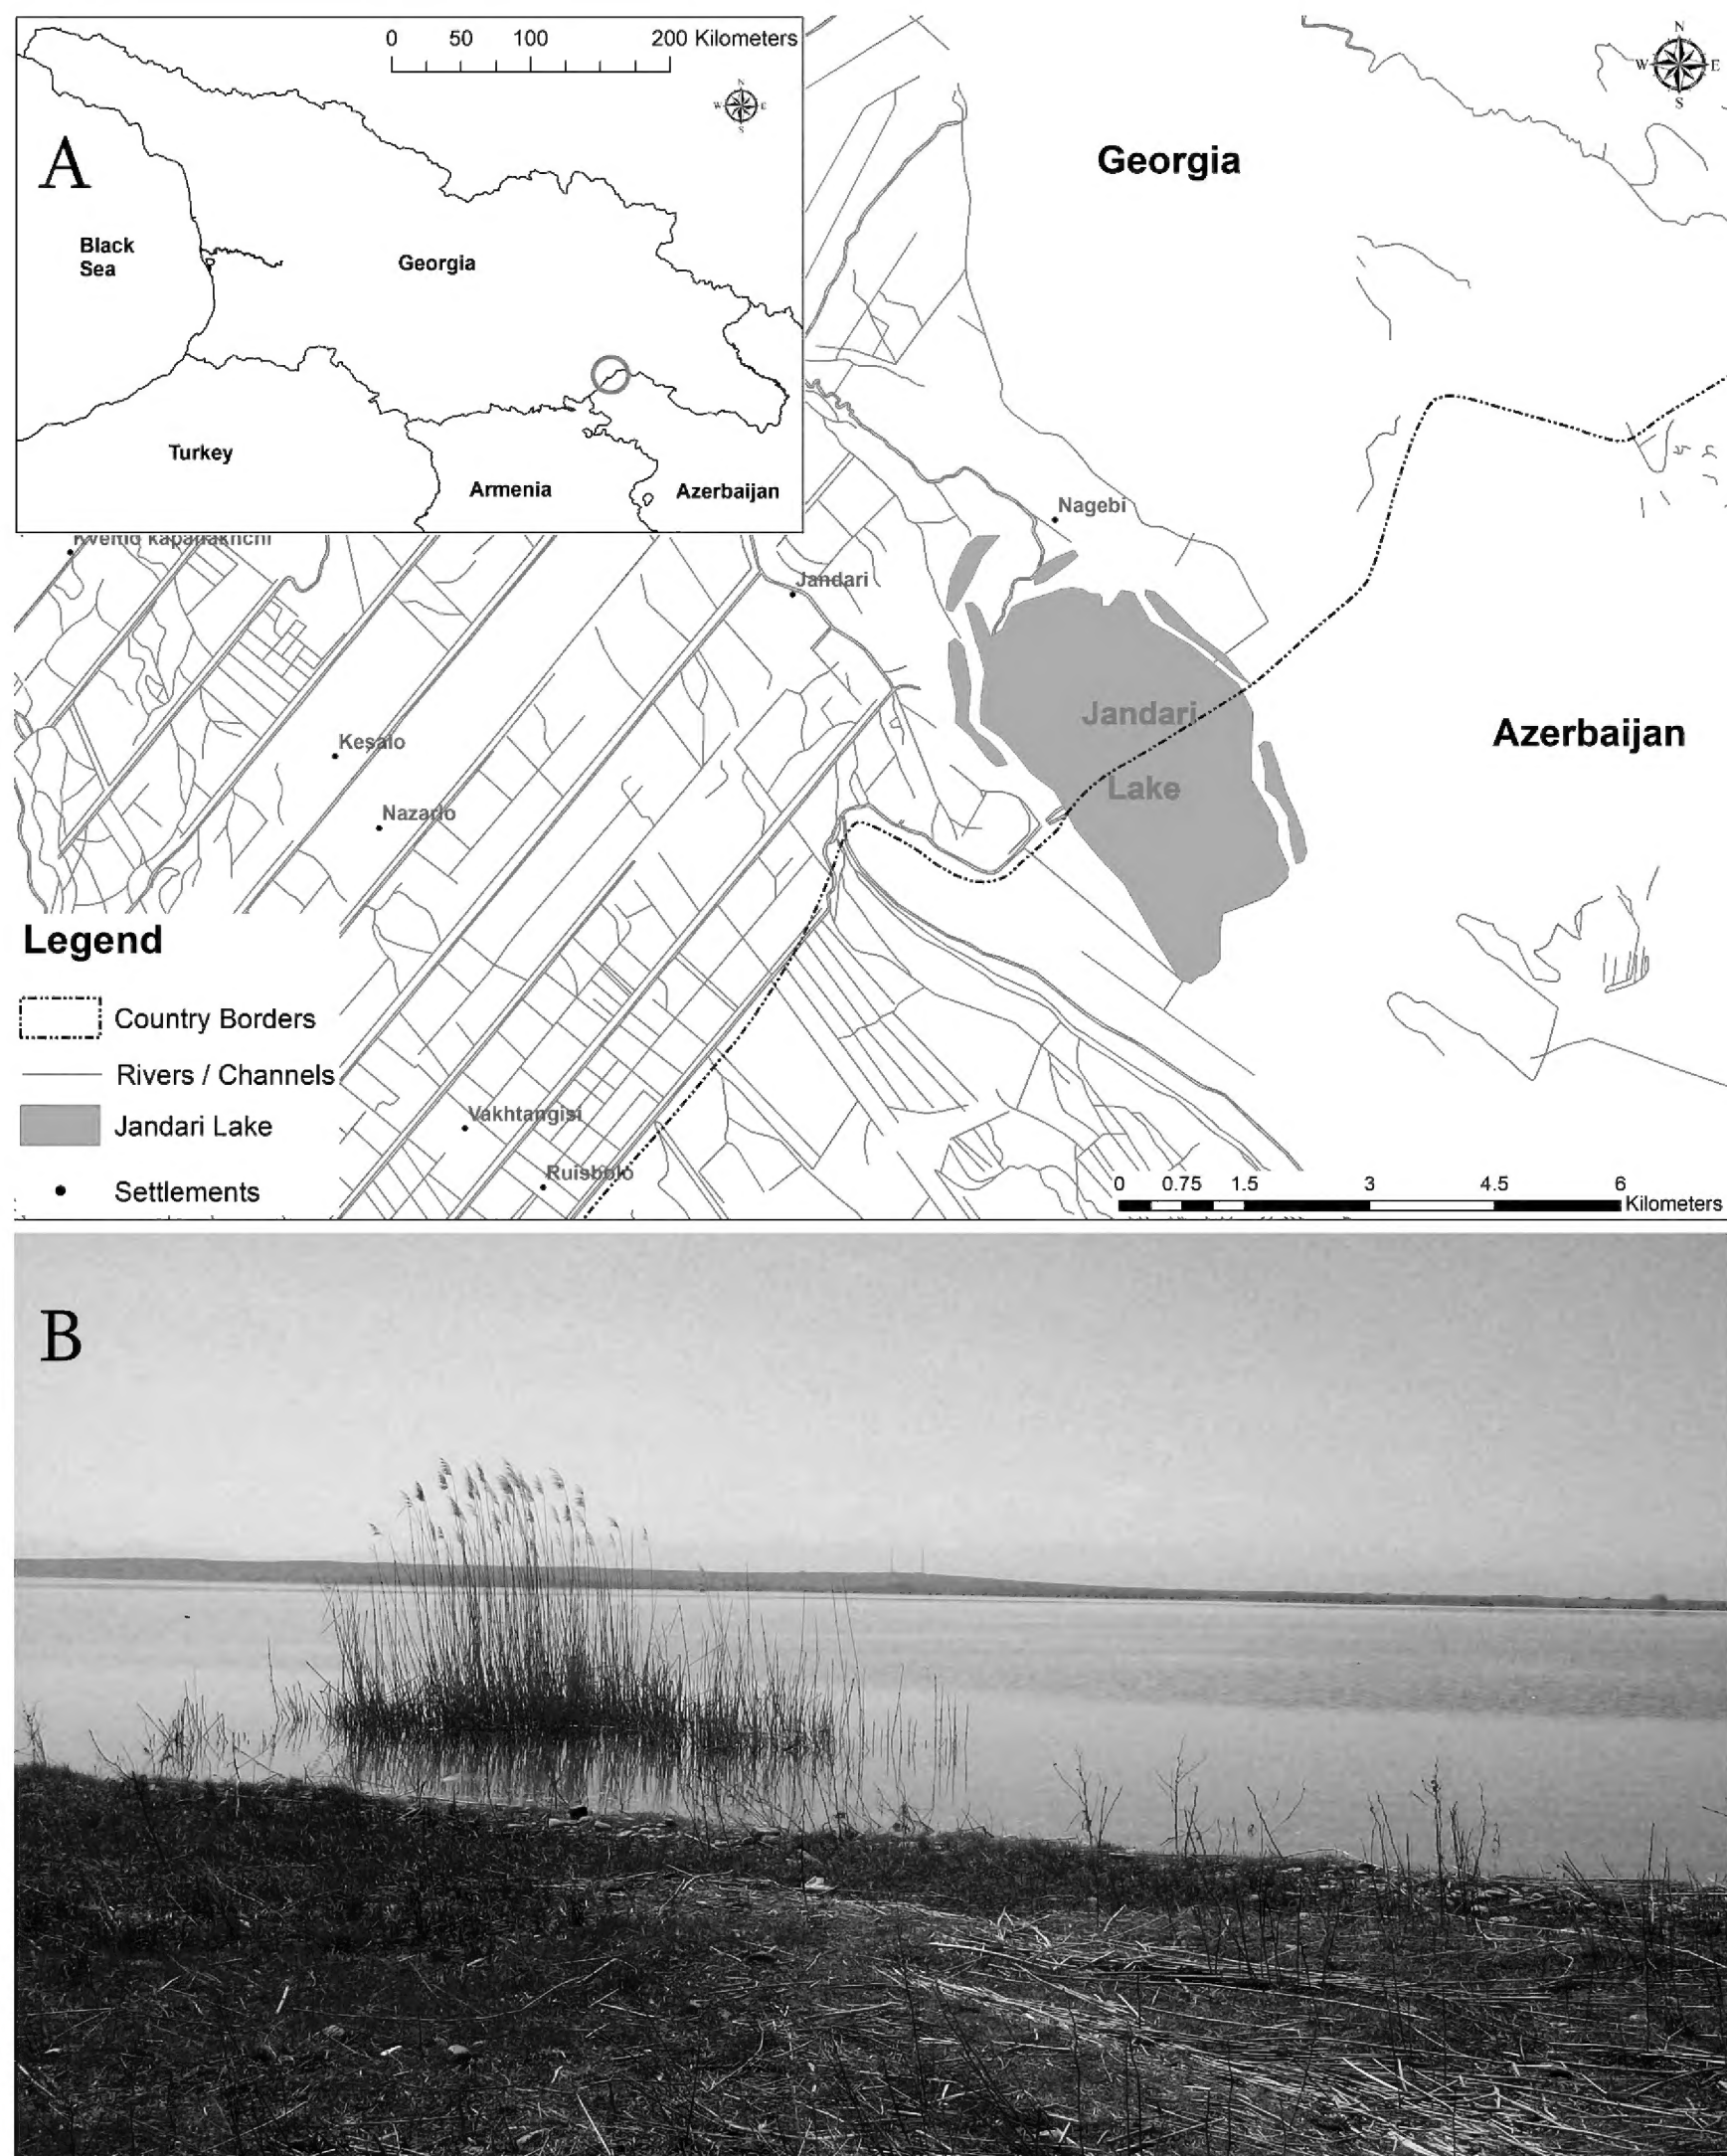 0 50 100 200 Kilometers
N
W E
S
A
Black
Sea
Georgia
Turkey
Armenia
Azerbaijan
N
W E
S
Georgia
Nagebi
Jandari
Jandari
Lake
Azerbaijan
Kvemo kapanakhchi
Kesalo
Nazarlo
Vakhtangisi
Ruisbolo
Legend
Country Borders
Rivers / Channels
Jandari Lake
Settlements
0 0.75 1.5 3 4.5 6
Kilometers
B